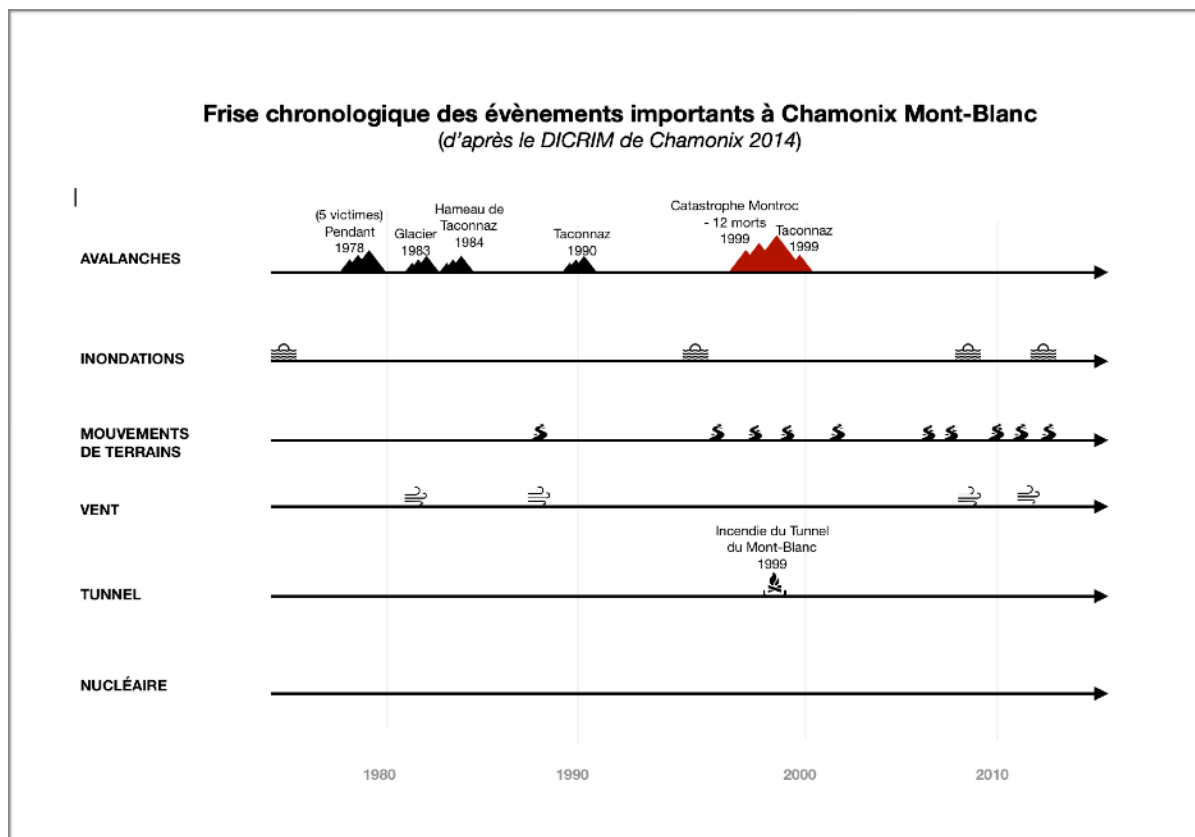 Frise chronologique des évènements importants à Chamonix Mont-Blanc
(d'après le DICRIM de Chamonix 2014)
AVALANCHES
(5 victimes)
Pendant
1978
Glacier
1983
Hameau de
Taconnaz
1984
Taconnaz
1990
Catastrophe Montroc
- 12 morts
1999
Taconnaz
1999
INONDATIONS
MOUVEMENTS
DE TERRAINS
VENT
Incendie du Tunnel
du Mont-Blanc
1999
TUNNEL
NUCLÉAIRE
1980
1990
2000
2010